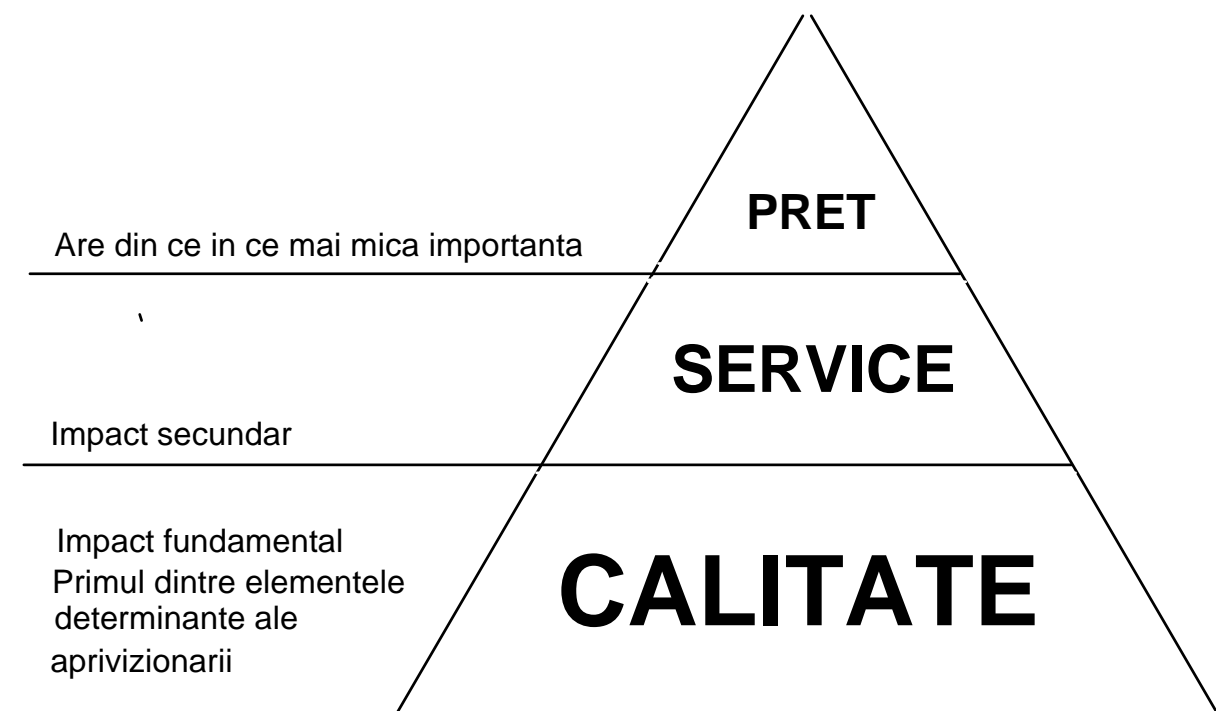 PRET
Are din ce in ce mai mica importanta
SERVICE
Impact secundar
Impact fundamental
Primul dintre elementele
determinante ale
aprivizionarii
CALITATE